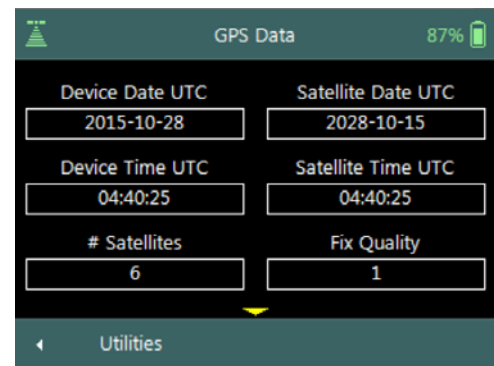 GPS Data 87%
Device Date UTC Satellite Date UTC
2015-10-28 2028-10-15
Device Time UTC Satellite Time UTC
04:40:25 04:40:25
# Satellites Fix Quality
6 1
Utilities